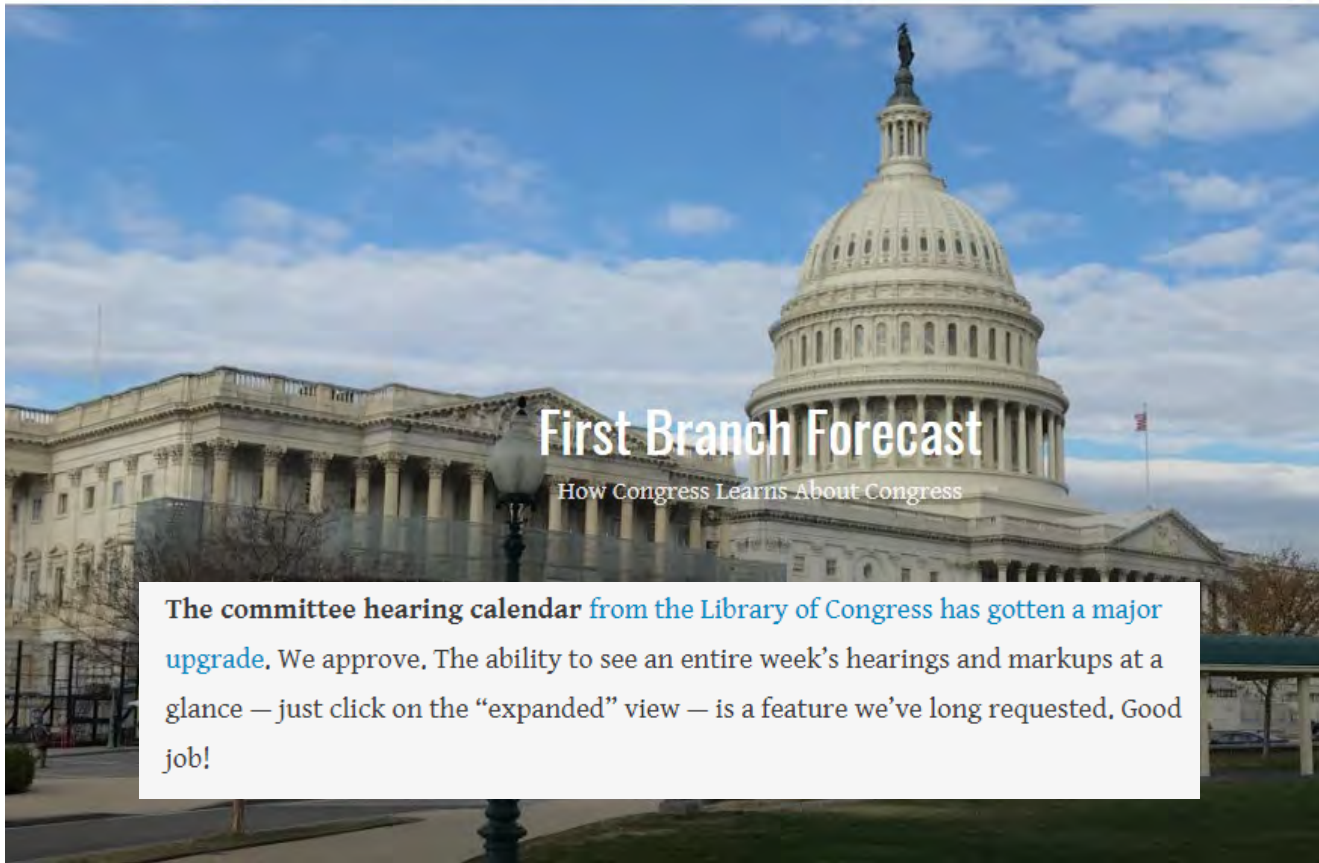 First Branch Forecast
How Congress Learns About Congress
The committee hearing calendar from the Library of Congress has gotten a major
upgrade. We approve. The ability to see an entire week’s hearings and markups at a
glance — just click on the “expanded” view — is a feature we’ve long requested. Good
job!